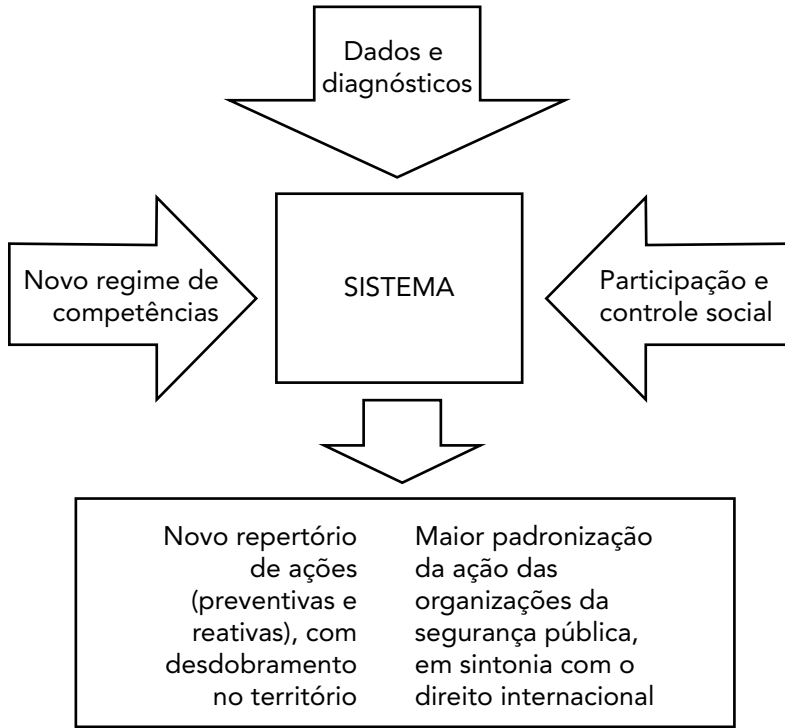 Dados e
diagnósticos
Novo regime de
competências
SISTEMA
Participação e
controle social
Novo repertório
de ações
(preventivas e
reativas), com
desdobramento
no território
Maior padronização
da ação das
organizações da
segurança pública,
em sintonia com o
direito internacional